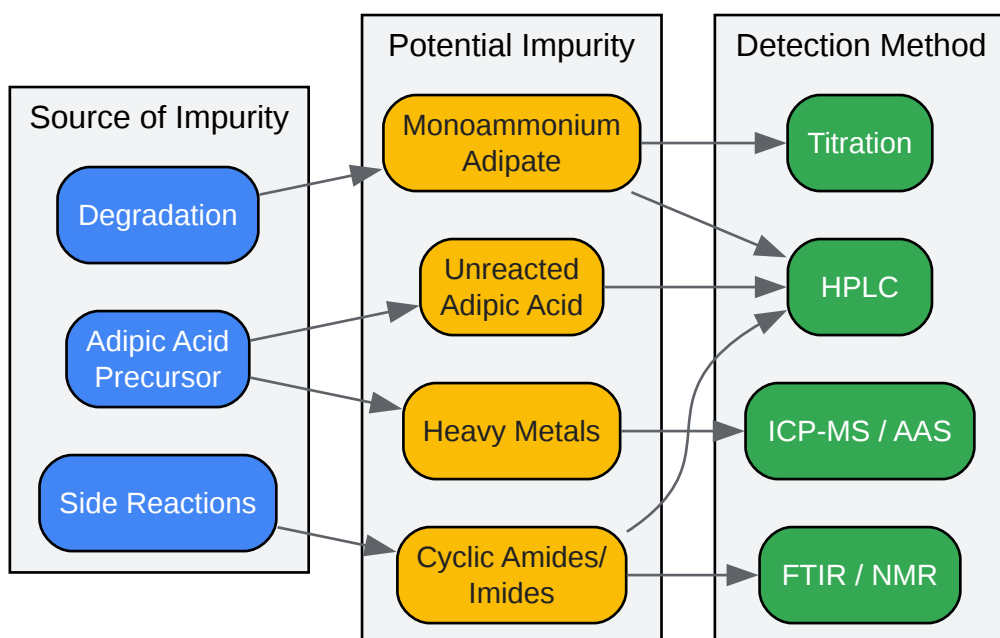 Source of Impurity
Degradation
Adipic Acid
Precursor
Side Reactions
Potential Impurity
Monoammonium
Adipate
Unreacted
Adipic Acid
Heavy Metals
Cyclic Amides/
Imides
Detection Method
Titration
HPLC
ICP-MS / AAS
FTIR / NMR